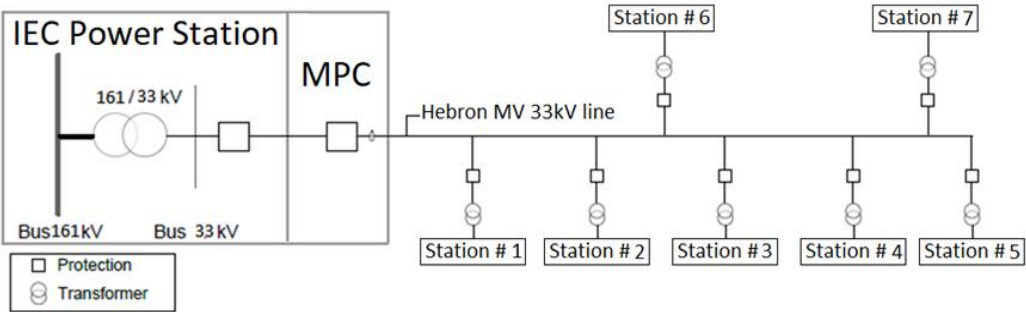 IEC Power Station
MPC
161/33 kV
Bus161kV
Bus 33kV
Hebron MV 33kV line
Station # 6
Station # 7
Station # 1
Station # 2
Station # 3
Station # 4
Station # 5
Protection
Transformer